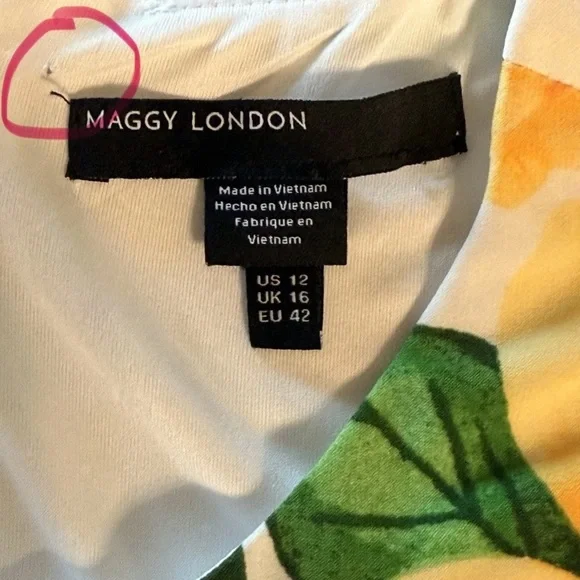 MAGGY LONDON
Made in Vietnam
Hecho en Vietnam
Fabrique en
Vietnam
US 12
UK 16
EU 42